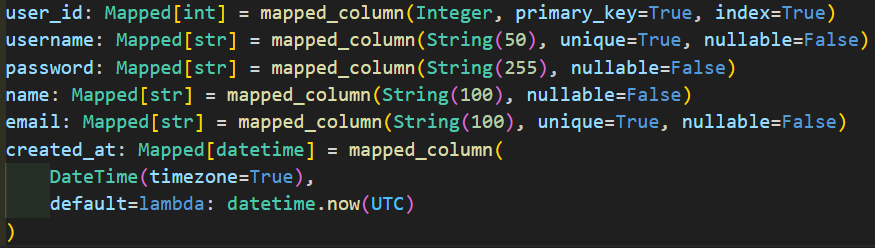 user_id: Mapped[int] = mapped_column(Integer, primary_key=True, index=True)
username: Mapped[str] = mapped_column(String(50), unique=True, nullable=False)
password: Mapped[str] = mapped_column(String(255), nullable=False)
name: Mapped[str] = mapped_column(String(100), nullable=False)
email: Mapped[str] = mapped_column(String(100), unique=True, nullable=False)
created_at: Mapped[datetime] = mapped_column(
    DateTime(timezone=True),
    default=lambda: datetime.now(UTC)
)